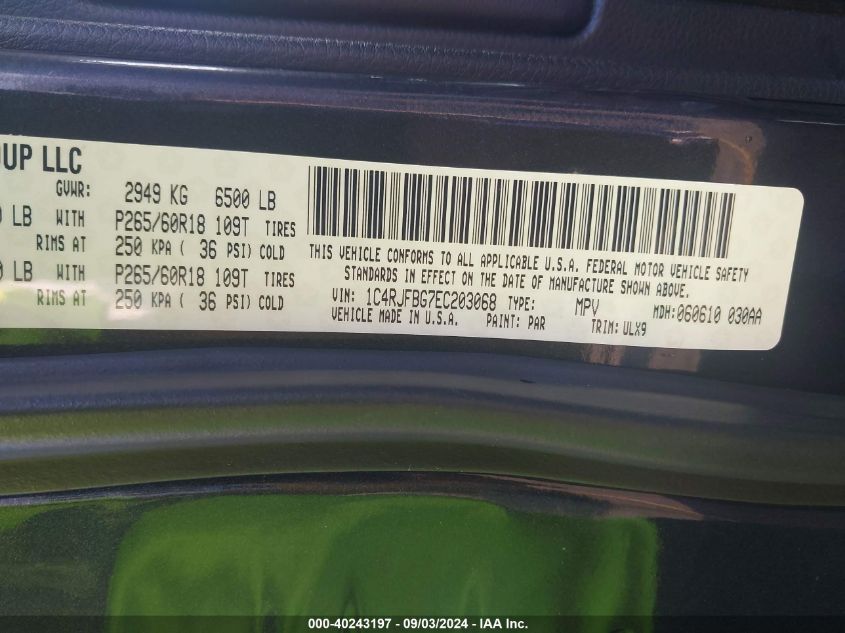 UP LLC
GVWR: 2949 KG 6500 LB
LB WITH P265/60R18 109T TIRES
RIMS AT 250 KPA ( 36 PSI) COLD
LB WITH P265/60R18 109T TIRES
RIMS AT 250 KPA ( 36 PSI) COLD
THIS VEHICLE CONFORMS TO ALL APPLICABLE U.S.A. FEDERAL MOTOR VEHICLE SAFETY
STANDARDS IN EFFECT ON THE DATE OF MANUFACTURE SHOWN ABOVE.
VIN: 1C4RJFBG7EC203068 TYPE: MPV MDH: 060610 030AA
VEHICLE MADE IN U.S.A. PAINT: PAR TRIM: ULX9
000-40243197 - 09/03/2024 - IAA Inc.